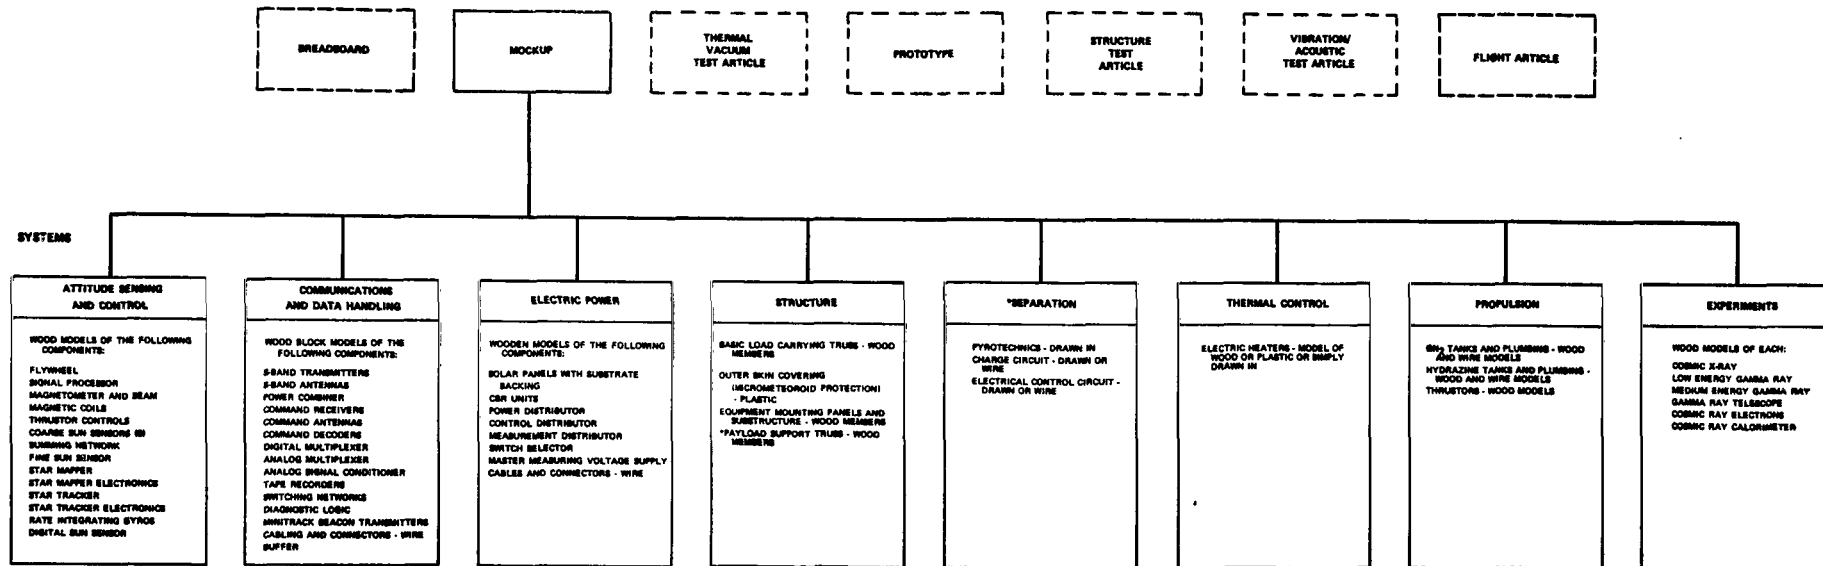 BREADBOARD
MOCKUP
THERMAL
VACUUM
TEST ARTICLE
PROTOTYPE
STRUCTURE
TEST
ARTICLE
VIBRATION/
ACOUSTIC
TEST ARTICLE
FLIGHT ARTICLE
SYSTEMS
ATTITUDE SENSING
AND CONTROL
WOOD MODELS OF THE FOLLOWING
COMPONENTS:
FLYWHEEL
SIGNAL PROCESSOR
MAGNETOMETER AND BEAM
MAGNETIC COILS
THRUSTOR CONTROLS
COARSE SUN SENSORS
SUMMING NETWORK
FINE SUN SENSOR
STAR MAPPER
STAR MAPPER ELECTRONICS
STAR TRACKER
STAR TRACKER ELECTRONICS
RATE INTEGRATING GYROS
DIGITAL SUN SENSOR
COMMUNICATIONS
AND DATA HANDLING
WOOD BLOCK MODELS OF THE
FOLLOWING COMPONENTS:
S-BAND TRANSMITTERS
S-BAND ANTENNAS
POWER COMBINER
COMMAND RECEIVERS
COMMAND ANTENNAS
COMMAND DECODERS
DIGITAL MULTIPLEXER
ANALOG MULTIPLEXER
ANALOG SIGNAL CONDITIONER
TAPE RECORDERS
SWITCHING NETWORKS
DIAGNOSTIC LOGIC
MINITRACK BEACON TRANSMITTERS
CABLING AND CONNECTORS - WIRE
BUFFER
ELECTRIC POWER
WOODEN MODELS OF THE FOLLOWING
COMPONENTS:
SOLAR PANELS WITH SUBSTRATE
BACKING
CBR UNITS
POWER DISTRIBUTOR
CONTROL DISTRIBUTOR
MEASUREMENT DISTRIBUTOR
SWITCH SELECTOR
MASTER MEASURING VOLTAGE SUPPLY
CABLES AND CONNECTORS - WIRE
STRUCTURE
BASIC LOAD CARRYING TRUSS - WOOD
MEMBERS
OUTER SKIN COVERING
(MICROMETEOROID PROTECTION)
- PLASTIC
EQUIPMENT MOUNTING PANELS AND
SUBSTRUCTURE - WOOD MEMBERS
*PAYLOAD SUPPORT TRUSS - WOOD
MEMBERS
*SEPARATION
PYROTECHNICS - DRAWN IN
CHARGE CIRCUIT - DRAWN OR
WIRE
ELECTRICAL CONTROL CIRCUIT -
DRAWN OR WIRE
THERMAL CONTROL
ELECTRIC HEATERS - MODEL OF
WOOD OR PLASTIC OR SIMPLY
DRAWN IN
PROPULSION
GN₂ TANKS AND PLUMBING - WOOD
AND WIRE MODELS
HYDRAZINE TANKS AND PLUMBING -
WOOD AND WIRE MODELS
THRUSTORS - WOOD MODELS
EXPERIMENTS
WOOD MODELS OF EACH:
COSMIC X-RAY
LOW ENERGY GAMMA RAY
MEDIUM ENERGY GAMMA RAY
GAMMA RAY TELESCOPE
COSMIC RAY ELECTRONS
COSMIC RAY CALORIMETER